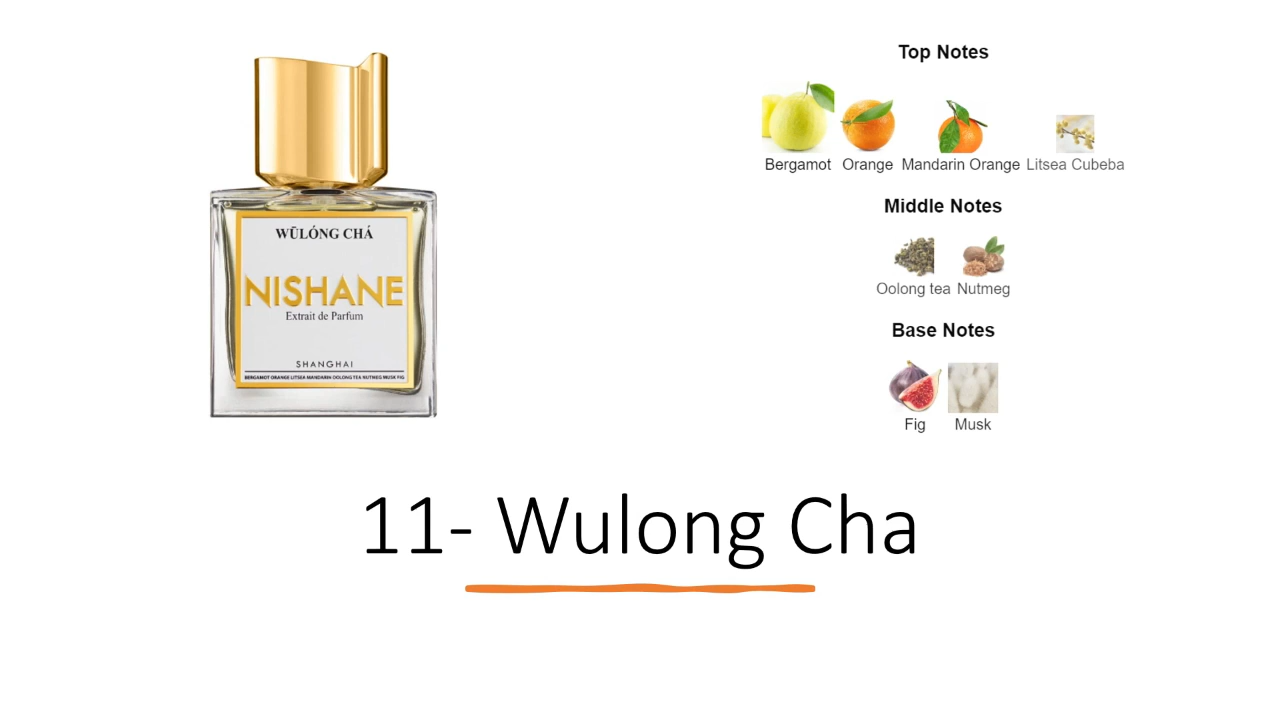 WŪLÓNG CHÁ
NISHANE
Extrait de Parfum
SHANGHAI
BERGAMOT ORANGE LITSEA MANDARIN OOLONG TEA NUTMEG MUSK FIG
Top Notes
Bergamot Orange Mandarin Orange Litsea Cubeba
Middle Notes
Oolong tea Nutmeg
Base Notes
Fig Musk
11- Wulong Cha